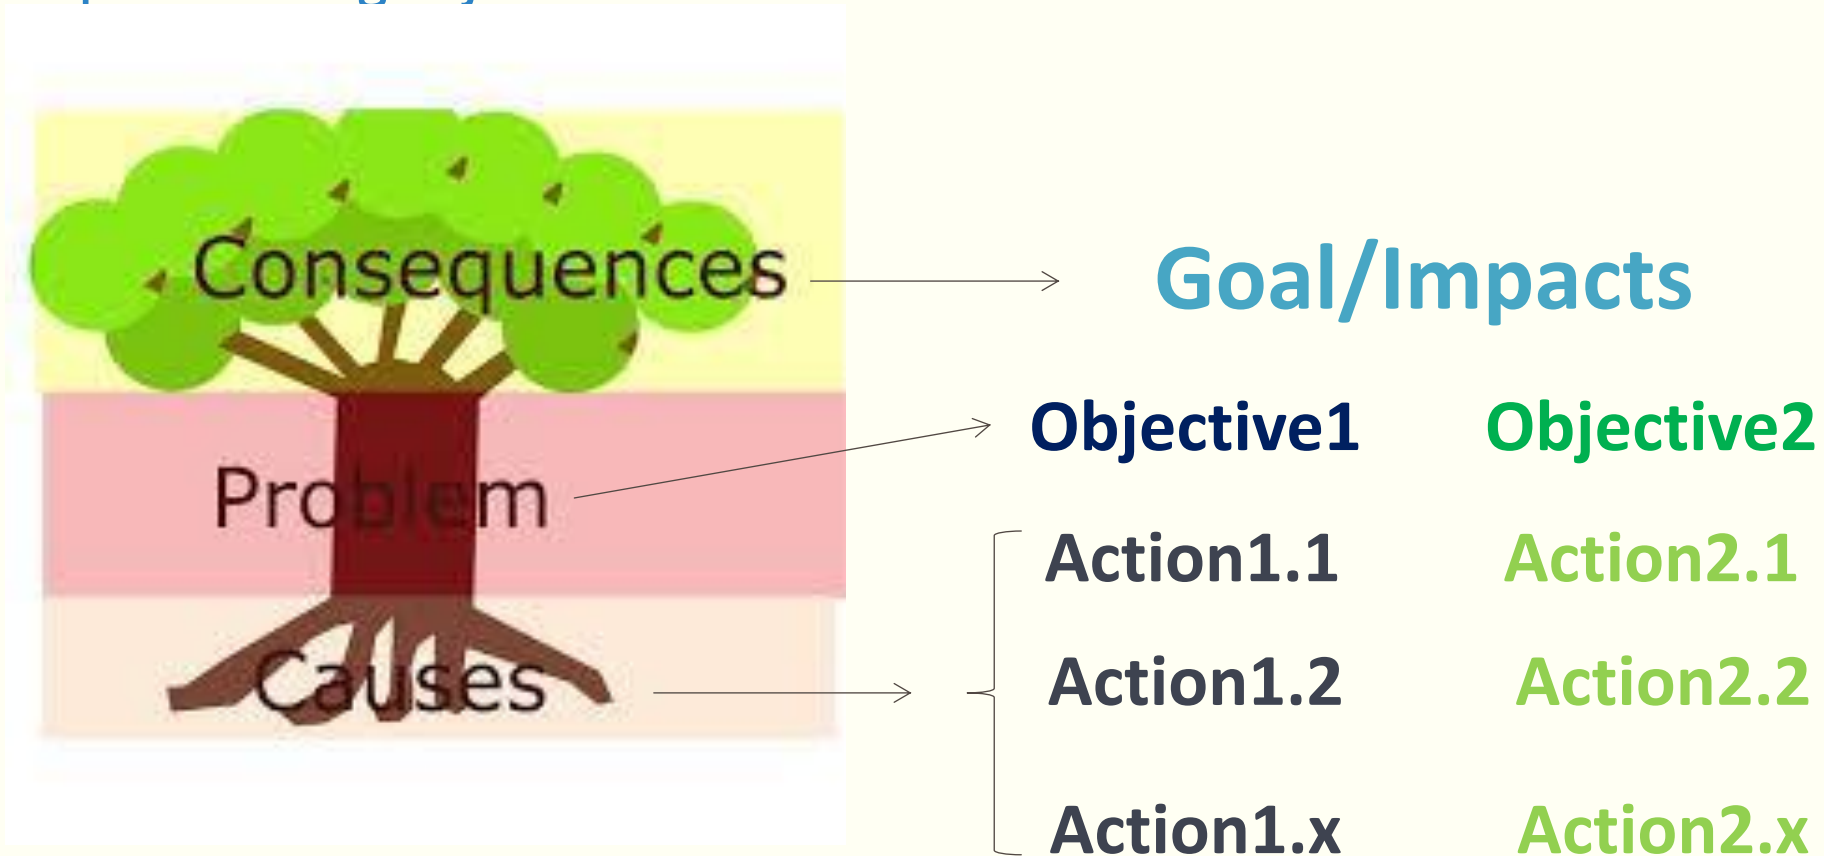 Consequences
Goal/Impacts
Problem
Objective1 Objective2
Causes
Action1.1 Action2.1
Action1.2 Action2.2
Action1.x Action2.x